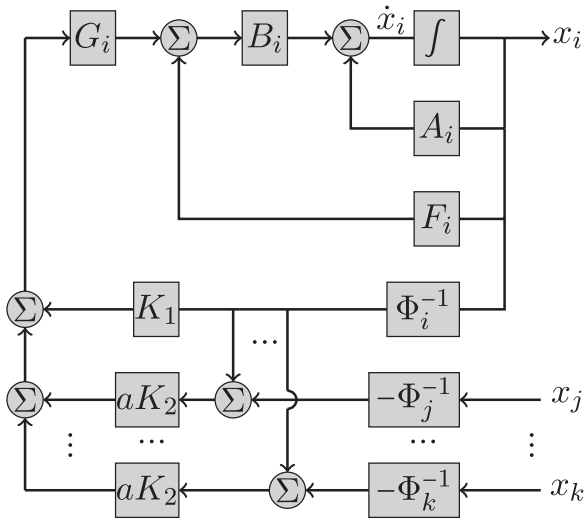 G_i Σ B_i Σ ẋ_i ∫ x_i
A_i
F_i
Σ K_1 Φ_i^{-1}
...
Σ aK_2 Σ -Φ_j^{-1} x_j
⋮ ... ... ⋮
aK_2 Σ -Φ_k^{-1} x_k